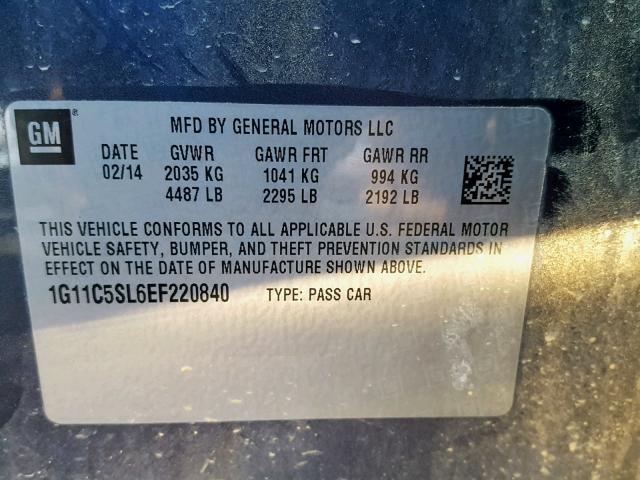 GM ®
MFD BY GENERAL MOTORS LLC
DATE GVWR GAWR FRT GAWR RR
02/14 2035 KG 1041 KG 994 KG
4487 LB 2295 LB 2192 LB
THIS VEHICLE CONFORMS TO ALL APPLICABLE U.S. FEDERAL MOTOR
VEHICLE SAFETY, BUMPER, AND THEFT PREVENTION STANDARDS IN
EFFECT ON THE DATE OF MANUFACTURE SHOWN ABOVE.
1G11C5SL6EF220840 TYPE: PASS CAR